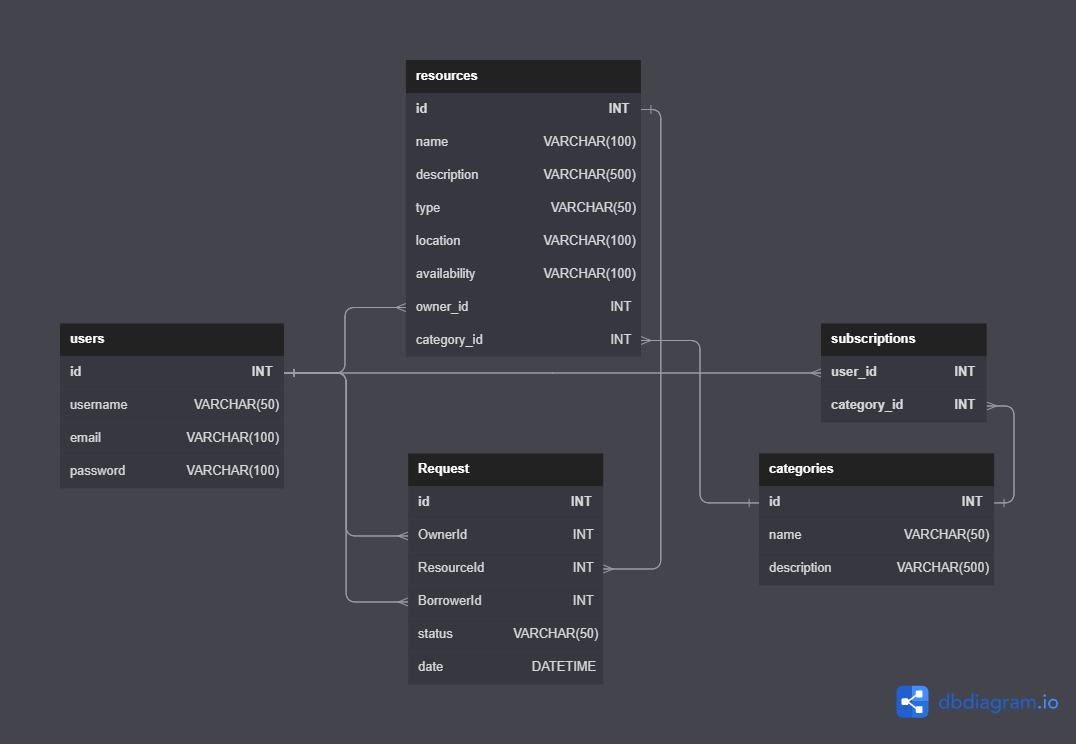 resources
id INT
name VARCHAR(100)
description VARCHAR(500)
type VARCHAR(50)
location VARCHAR(100)
availability VARCHAR(100)
owner_id INT
category_id INT
users
id INT
username VARCHAR(50)
email VARCHAR(100)
password VARCHAR(100)
subscriptions
user_id INT
category_id INT
Request
id INT
OwnerId INT
ResourceId INT
BorrowerId INT
status VARCHAR(50)
date DATETIME
categories
id INT
name VARCHAR(50)
description VARCHAR(500)
dbdiagram.io